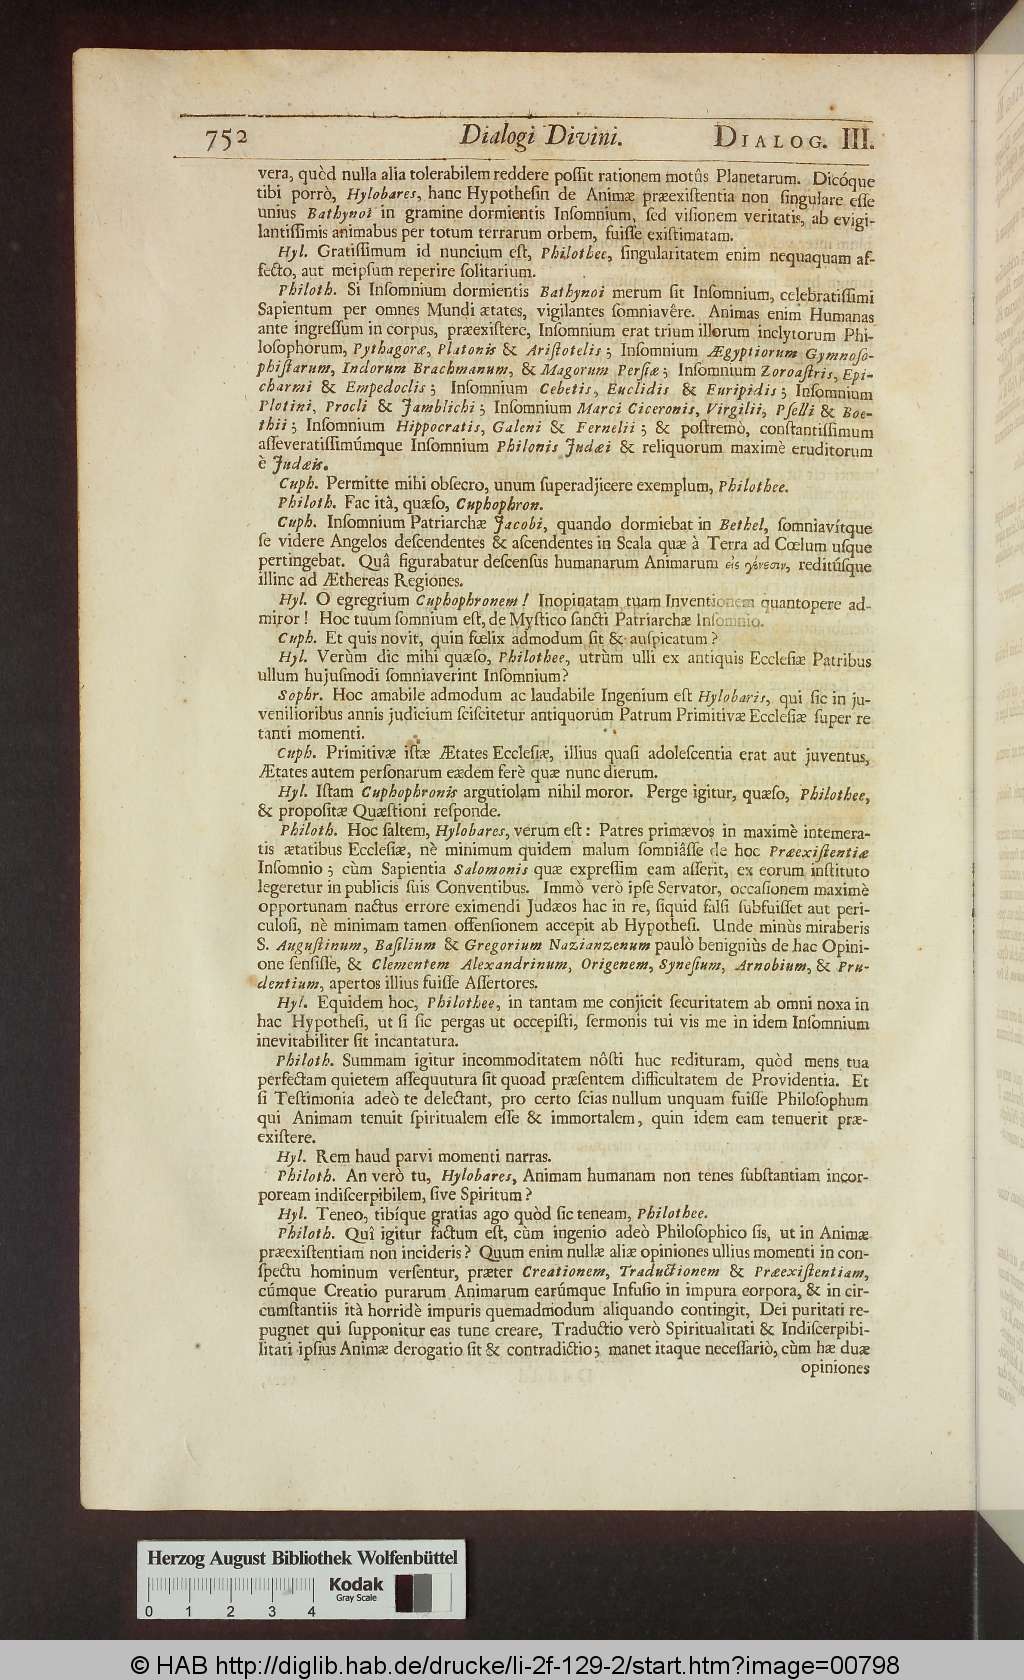 752 Dialogi Divini. DIALOG. III.
vera, quòd nulla alia tolerabilem reddere poſſit rationem motûs Planetarum. Dicóque
tibi porrò, Hylobares, hanc Hypotheſin de Animæ præexiſtentia non ſingulare eſſe
unius Bathynoi in gramine dormientis Inſomnium, ſed viſionem veritatis, ab evigi-
lantiſſimis animabus per totum terrarum orbem, fuiſſe exiſtimatam.
Hyl. Gratiſſimum id nuncium eſt, Philothee, ſingularitatem enim nequaquam af-
fecto, aut meipſum reperire ſolitarium.
Philoth. Si Inſomnium dormientis Bathynoi merum ſit Inſomnium, celebratiſſimi
Sapientum per omnes Mundi ætates, vigilantes ſomniavêre. Animas enim Humanas
ante ingreſſum in corpus, præexiſtere, Inſomnium erat trium illorum inclytorum Phi-
loſophorum, Pythagoræ, Platonis & Ariſtotelis; Inſomnium Ægyptiorum Gymnoſo-
phiſtarum, Indorum Brachmanum, & Magorum Perſiæ; Inſomnium Zoroaſtris, Epi-
charmi & Empedoclis; Inſomnium Cebetis, Euclidis & Euripidis; Inſomnium
Plotini, Procli & Jamblichi; Inſomnium Marci Ciceronis, Virgilii, Pſelli & Boe-
thii; Inſomnium Hippocratis, Galeni & Fernelii; & poſtremò, conſtantiſſimum
aſſeveratiſſimúmque Inſomnium Philonis Judæi & reliquorum maximè eruditorum
è Judæis.
Cuph. Permitte mihi obſecro, unum ſuperadjicere exemplum, Philothee.
Philoth. Fac ità, quæſo, Cuphophron.
Cuph. Inſomnium Patriarchæ Jacobi, quando dormiebat in Bethel, ſomniavítque
ſe videre Angelos deſcendentes & aſcendentes in Scala quæ à Terra ad Cœlum uſque
pertingebat. Quâ figurabatur deſcenſus humanarum Animarum εἰς γένεσιν, reditúſque
illinc ad Æthereas Regiones.
Hyl. O egregrium Cuphophronem! Inopinatam tuam Inventionem quantopere ad-
miror! Hoc tuum ſomnium eſt, de Myſtico ſancti Patriarchæ Inſomnio.
Cuph. Et quis novit, quin fœlix admodum ſit & auſpicatum?
Hyl. Verùm dic mihi quæſo, Philothee, utrùm ulli ex antiquis Eccleſiæ Patribus
ullum hujuſmodi ſomniaverint Inſomnium?
Sophr. Hoc amabile admodum ac laudabile Ingenium eſt Hylobaris, qui ſic in ju-
venilioribus annis judicium ſciſcitetur antiquorum Patrum Primitivæ Eccleſiæ ſuper re
tanti momenti.
Cuph. Primitivæ iſtæ Ætates Eccleſiæ, illius quaſi adoleſcentia erat aut juventus,
Ætates autem perſonarum eædem ferè quæ nunc dierum.
Hyl. Iſtam Cuphophronis argutiolam nihil moror. Perge igitur, quæſo, Philothee,
& propoſitæ Quæſtioni reſponde.
Philoth. Hoc ſaltem, Hylobares, verum eſt: Patres primævos in maximè intemera-
tis ætatibus Eccleſiæ, nè minimum quidem malum ſomniâſſe de hoc Præexiſtentiæ
Inſomnio; cùm Sapientia Salomonis quæ expreſſim eam aſſerit, ex eorum inſtituto
legeretur in publicis ſuis Conventibus. Immò verò ipſe Servator, occaſionem maximè
opportunam nactus errore eximendi Judæos hac in re, ſiquid falſi ſubfuiſſet aut peri-
culoſi, nè minimam tamen offenſionem accepit ab Hypotheſi. Unde minùs miraberis
S. Auguſtinum, Baſilium & Gregorium Nazianzenum paulò benigniùs de hac Opini-
one ſenſiſſe, & Clementem Alexandrinum, Origenem, Syneſium, Arnobium, & Pru-
dentium, apertos illius fuiſſe Aſſertores.
Hyl. Equidem hoc, Philothee, in tantam me conjicit ſecuritatem ab omni noxa in
hac Hypotheſi, ut ſi ſic pergas ut occepiſti, ſermonis tui vis me in idem Inſomnium
inevitabiliter ſit incantatura.
Philoth. Summam igitur incommoditatem nôſti huc redituram, quòd mens tua
perfectam quietem aſſequutura ſit quoad præſentem difficultatem de Providentia. Et
ſi Teſtimonia adeò te delectant, pro certo ſcias nullum unquam fuiſſe Philoſophum
qui Animam tenuit ſpiritualem eſſe & immortalem, quin idem eam tenuerit præ-
exiſtere.
Hyl. Rem haud parvi momenti narras.
Philoth. An verò tu, Hylobares, Animam humanam non tenes ſubſtantiam incor-
poream indiſcerpibilem, ſive Spiritum?
Hyl. Teneo, tibíque gratias ago quòd ſic teneam, Philothee.
Philoth. Quî igitur factum eſt, cùm ingenio adeò Philoſophico ſis, ut in Animæ
præexiſtentiam non incideris? Quum enim nullæ aliæ opiniones ullius momenti in con-
ſpectu hominum verſentur, præter Creationem, Traductionem & Præexiſtentiam,
cúmque Creatio purarum Animarum earúmque Infuſio in impura corpora, & in cir-
cumſtantiis ità horridè impuris quemadmodum aliquando contingit, Dei puritati re-
pugnet qui ſupponitur eas tunc creare, Traductio verò Spiritualitati & Indiſcerpibi-
litati ipſius Animæ derogatio ſit & contradictio; manet itaque neceſſariò, cùm hæ duæ
opiniones
Herzog August Bibliothek Wolfenbüttel
Kodak
Gray Scale
0 1 2 3 4
© HAB http://diglib.hab.de/drucke/li-2f-129-2/start.htm?image=00798